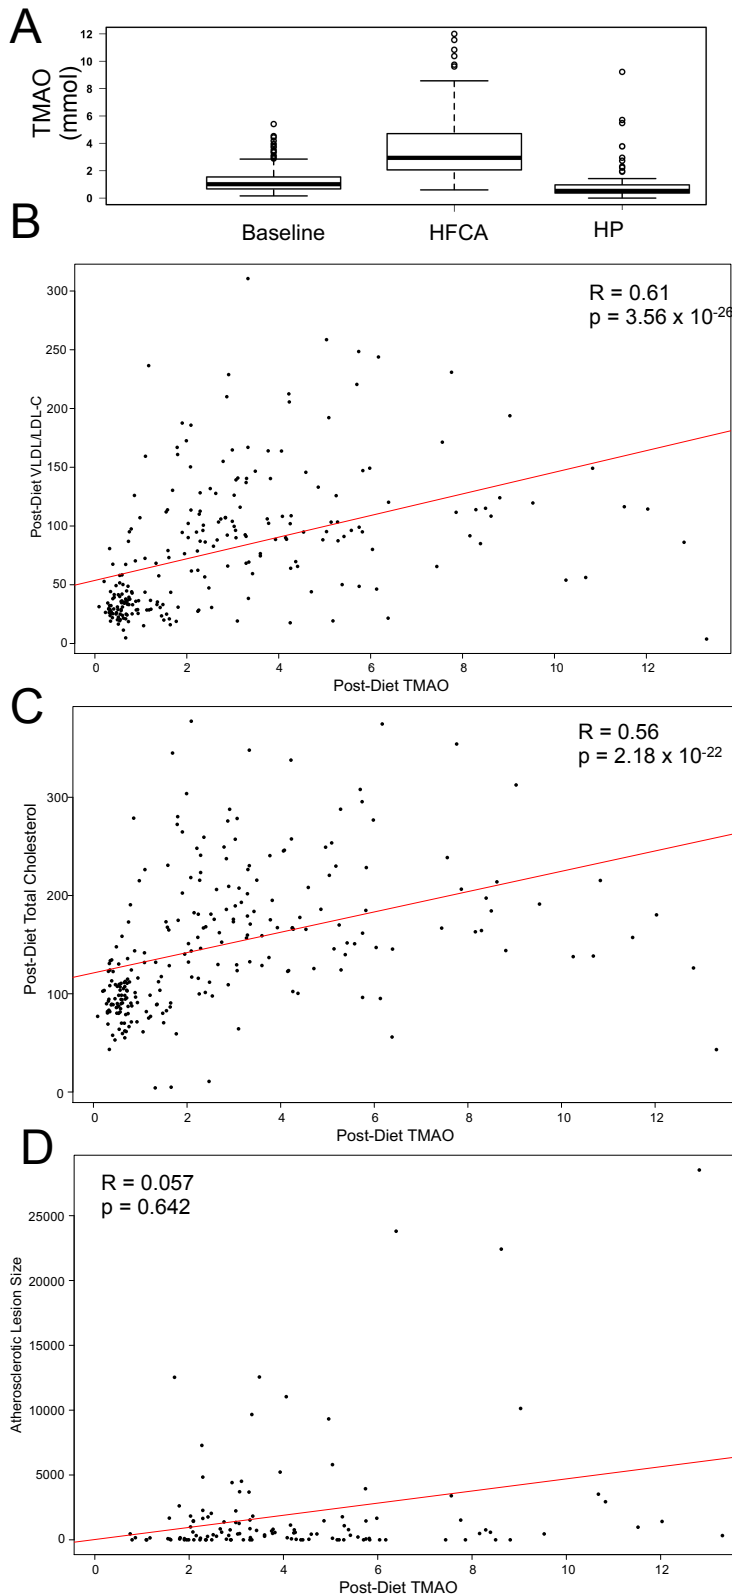 A
TMAO
(mmol)
12
10
8
6
4
2
0
Baseline
HFCA
HP
B
R = 0.61
p = 3.56 x 10-26
Post-Diet VLDL/LDL-C
300
250
200
150
100
50
0
0 2 4 6 8 10 12
Post-Diet TMAO
C
R = 0.56
p = 2.18 x 10-22
Post-Diet Total Cholesterol
300
200
100
0
0 2 4 6 8 10 12
Post-Diet TMAO
D
R = 0.057
p = 0.642
Atherosclerotic Lesion Size
25000
20000
15000
10000
5000
0
0 2 4 6 8 10 12
Post-Diet TMAO